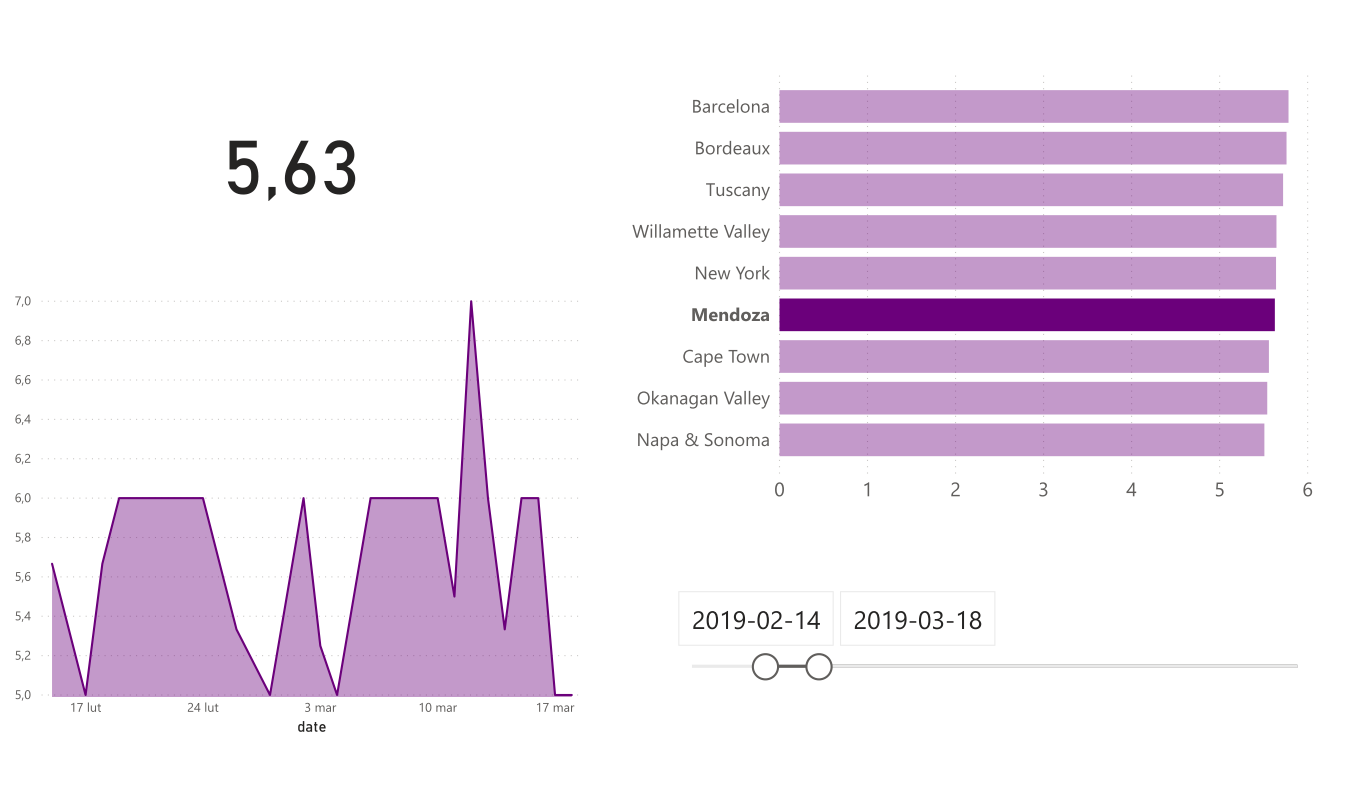 5,63
7,0
6,8
6,6
6,4
6,2
6,0
5,8
5,6
5,4
5,2
5,0
17 lut 24 lut 3 mar 10 mar 17 mar
date
Barcelona
Bordeaux
Tuscany
Willamette Valley
New York
Mendoza
Cape Town
Okanagan Valley
Napa & Sonoma
0 1 2 3 4 5 6
2019-02-14 2019-03-18